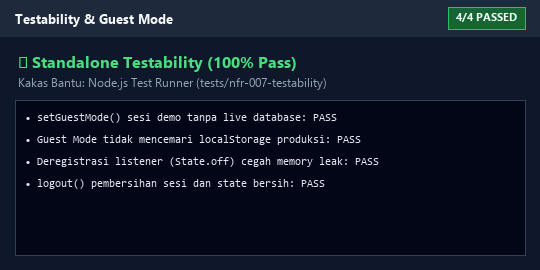 Testability & Guest Mode
4/4 PASSED
Standalone Testability (100% Pass)
Kakas Bantu: Node.js Test Runner (tests/nfr-007-testability)
• setGuestMode() sesi demo tanpa live database: PASS
• Guest Mode tidak mencemari localStorage produksi: PASS
• Deregistrasi listener (State.off) cegah memory leak: PASS
• logout() pembersihan sesi dan state bersih: PASS